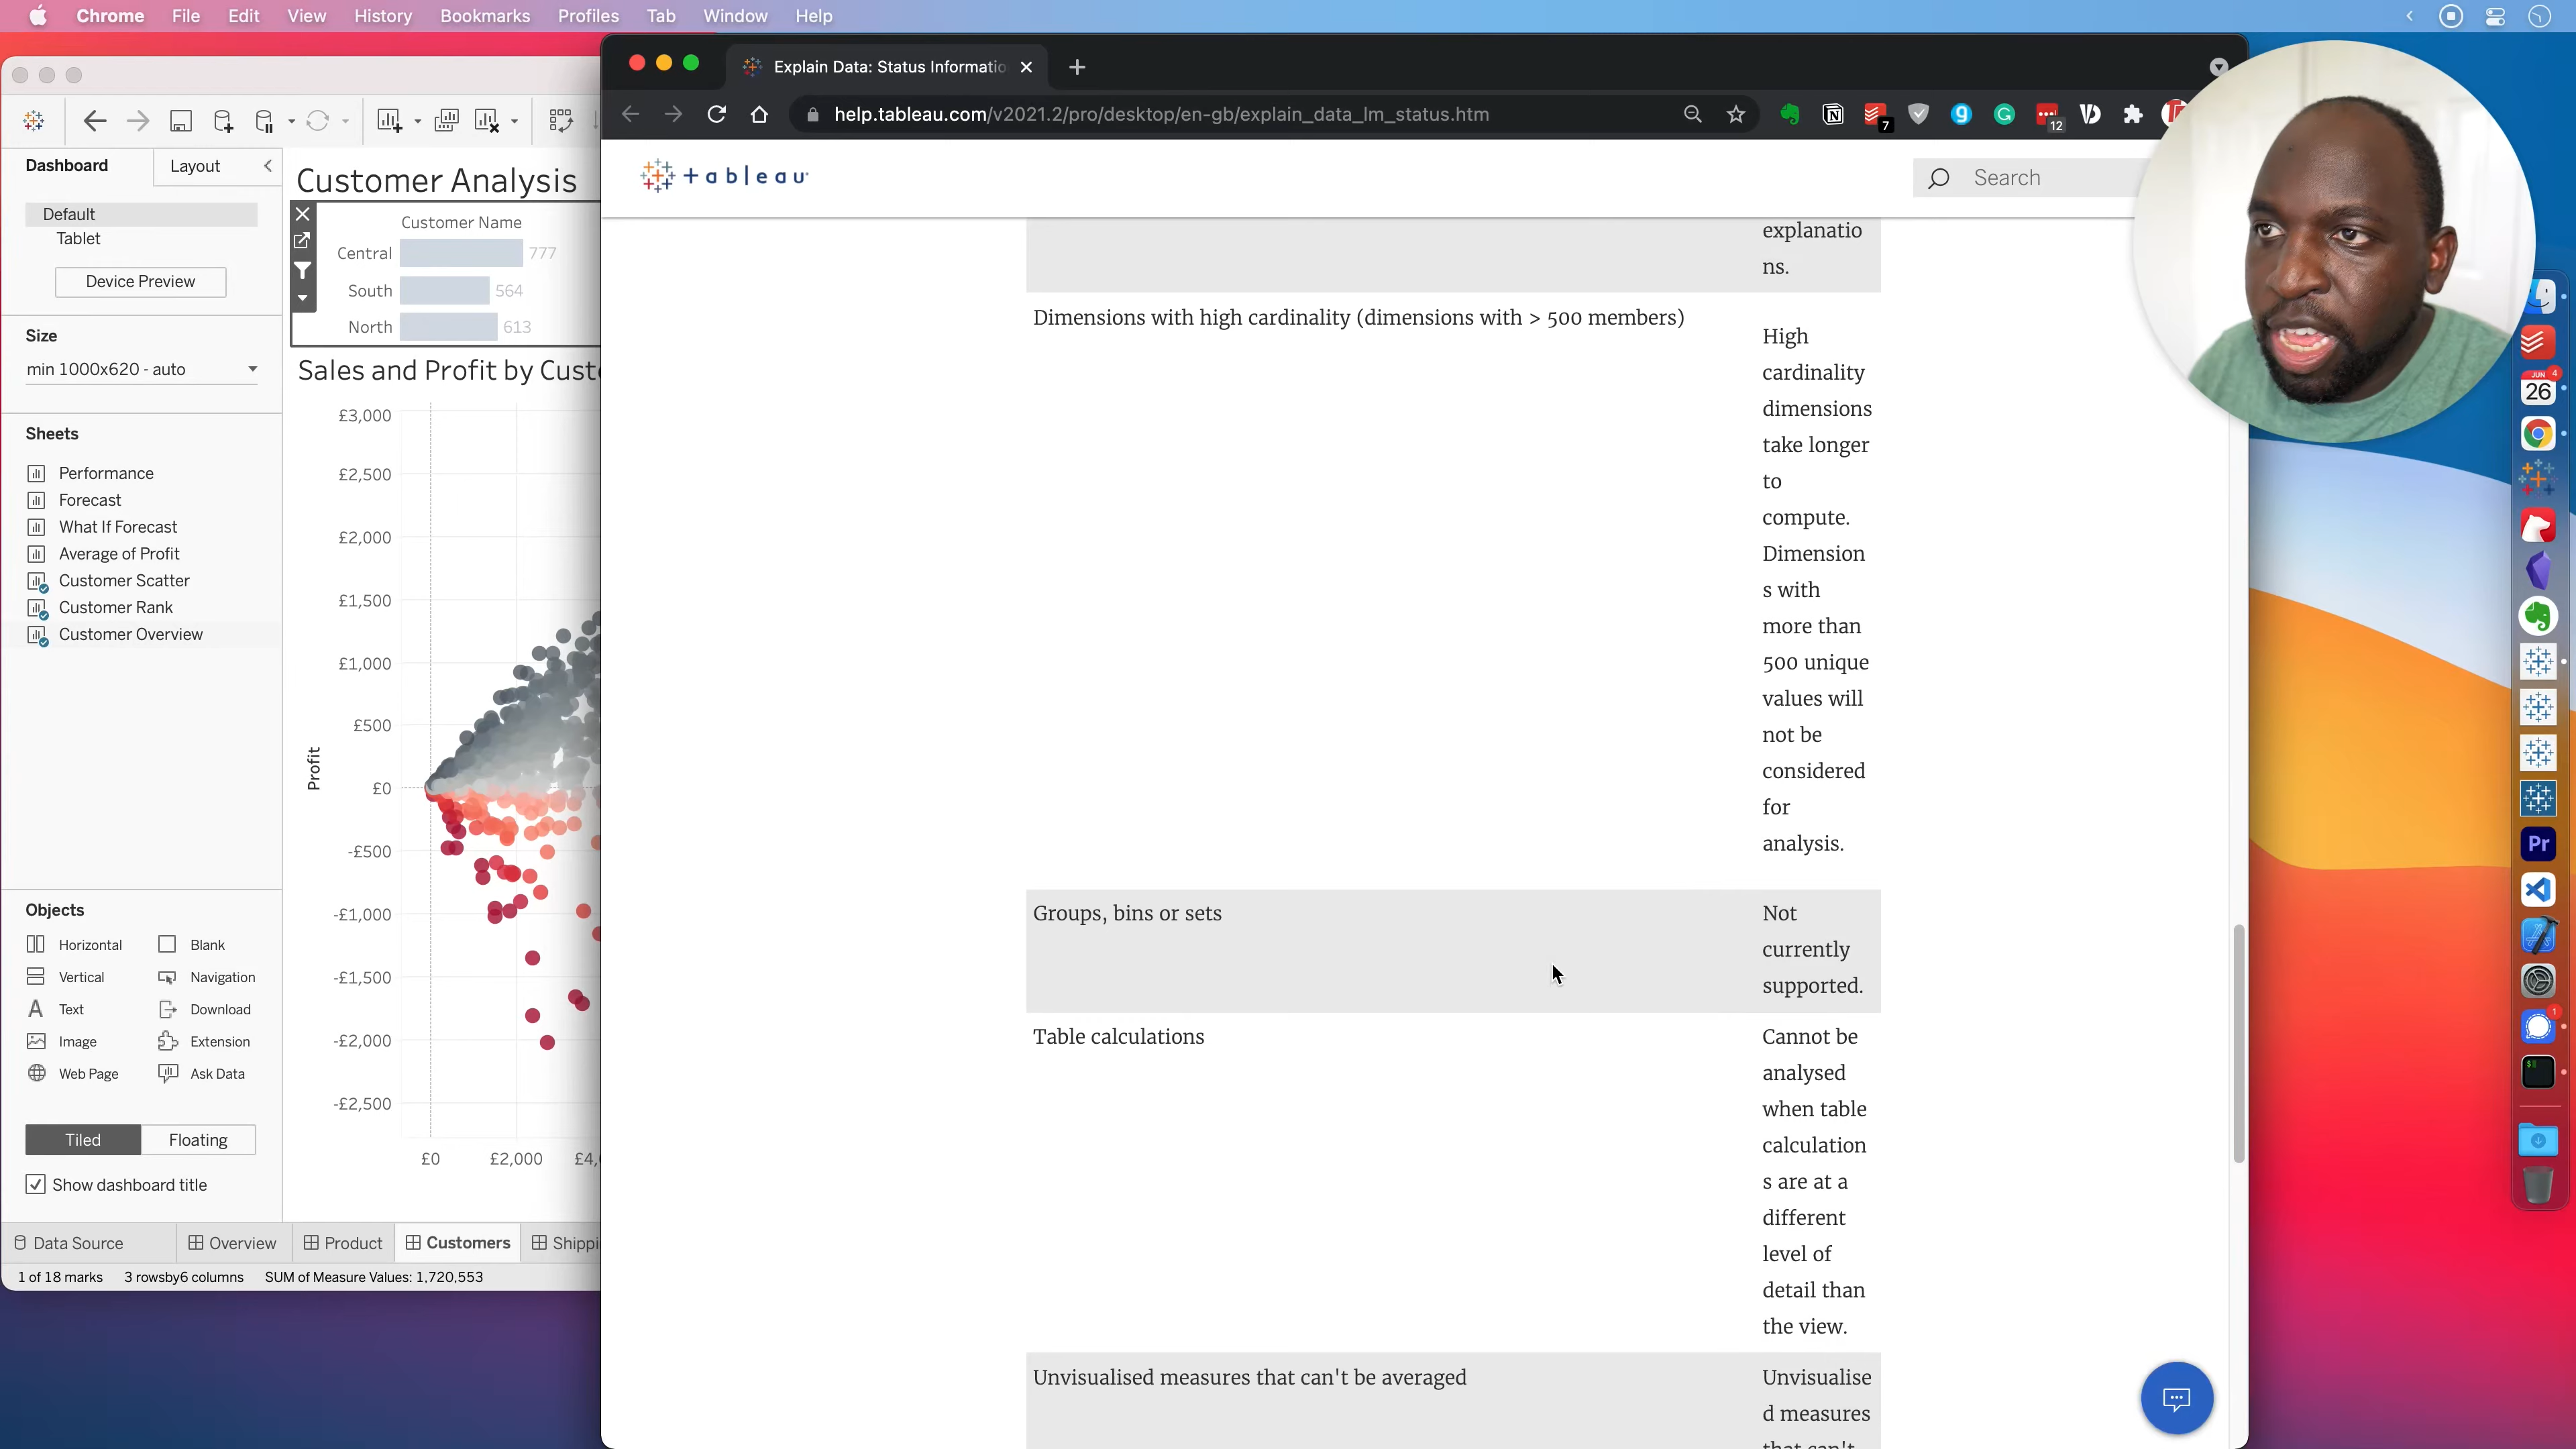 Chrome File Edit View History Bookmarks Profiles Tab Window Help
Dashboard Layout
Default
Tablet
Device Preview
Size
min 1000x620 - auto
Sheets
Performance
Forecast
What If Forecast
Average of Profit
Customer Scatter
Customer Rank
Customer Overview
Objects
Horizontal Blank
Vertical Navigation
Text Download
Image Extension
Web Page Ask Data
Tiled Floating
Show dashboard title
Customer Analysis
Customer Name
Central 777
South 564
North 613
Sales and Profit by
£3,000
£2,500
£2,000
£1,500
£1,000
£500
£0
-£500
-£1,000
-£1,500
-£2,000
-£2,500
Profit
£0 £2,000
Data Source Overview Product Customers
1 of 18 marks 3 rowsby6 columns SUM of Measure Values: 1,720,553
Explain Data: Status
help.tableau.com/v2021.2/pro/desktop/en-gb/explain_data_lm_status.htm
7
12
+ableau
Search
explanatio
ns.
Dimensions with high cardinality (dimensions with > 500 members)
High
cardinality
dimensions
take longer
to
compute.
Dimension
s with
more than
500 unique
values will
not be
considered
for
analysis.
Groups, bins or sets
Not
currently
supported.
Table calculations
Cannot be
analysed
when table
calculation
s are at a
different
level of
detail than
the view.
Unvisualised measures that can't be averaged
Unvisualise
d measures
that can't
JUN
26
4
Pr
1